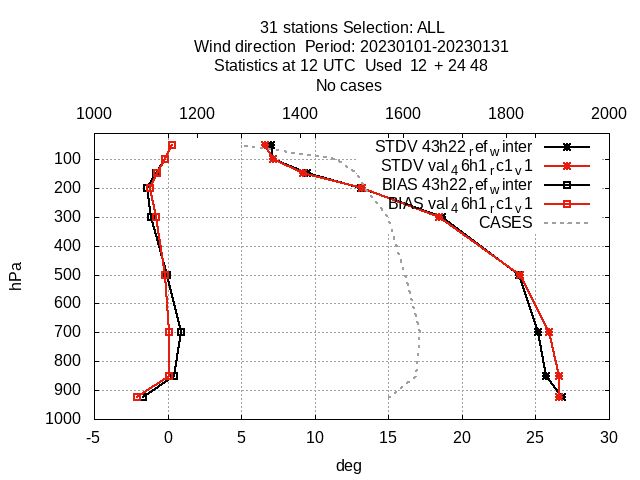 31 stations Selection: ALL
Wind direction  Period: 20230101-20230131
Statistics at 12 UTC  Used  12  + 24 48
No cases
1000 1200 1400 1600 1800 2000
STDV 43h22_ref_winter
STDV val_46h1_rc1_v1
BIAS 43h22_ref_winter
BIAS val_46h1_rc1_v1
CASES
100
200
300
400
500
600
700
800
900
1000
hPa
-5 0 5 10 15 20 25 30
deg